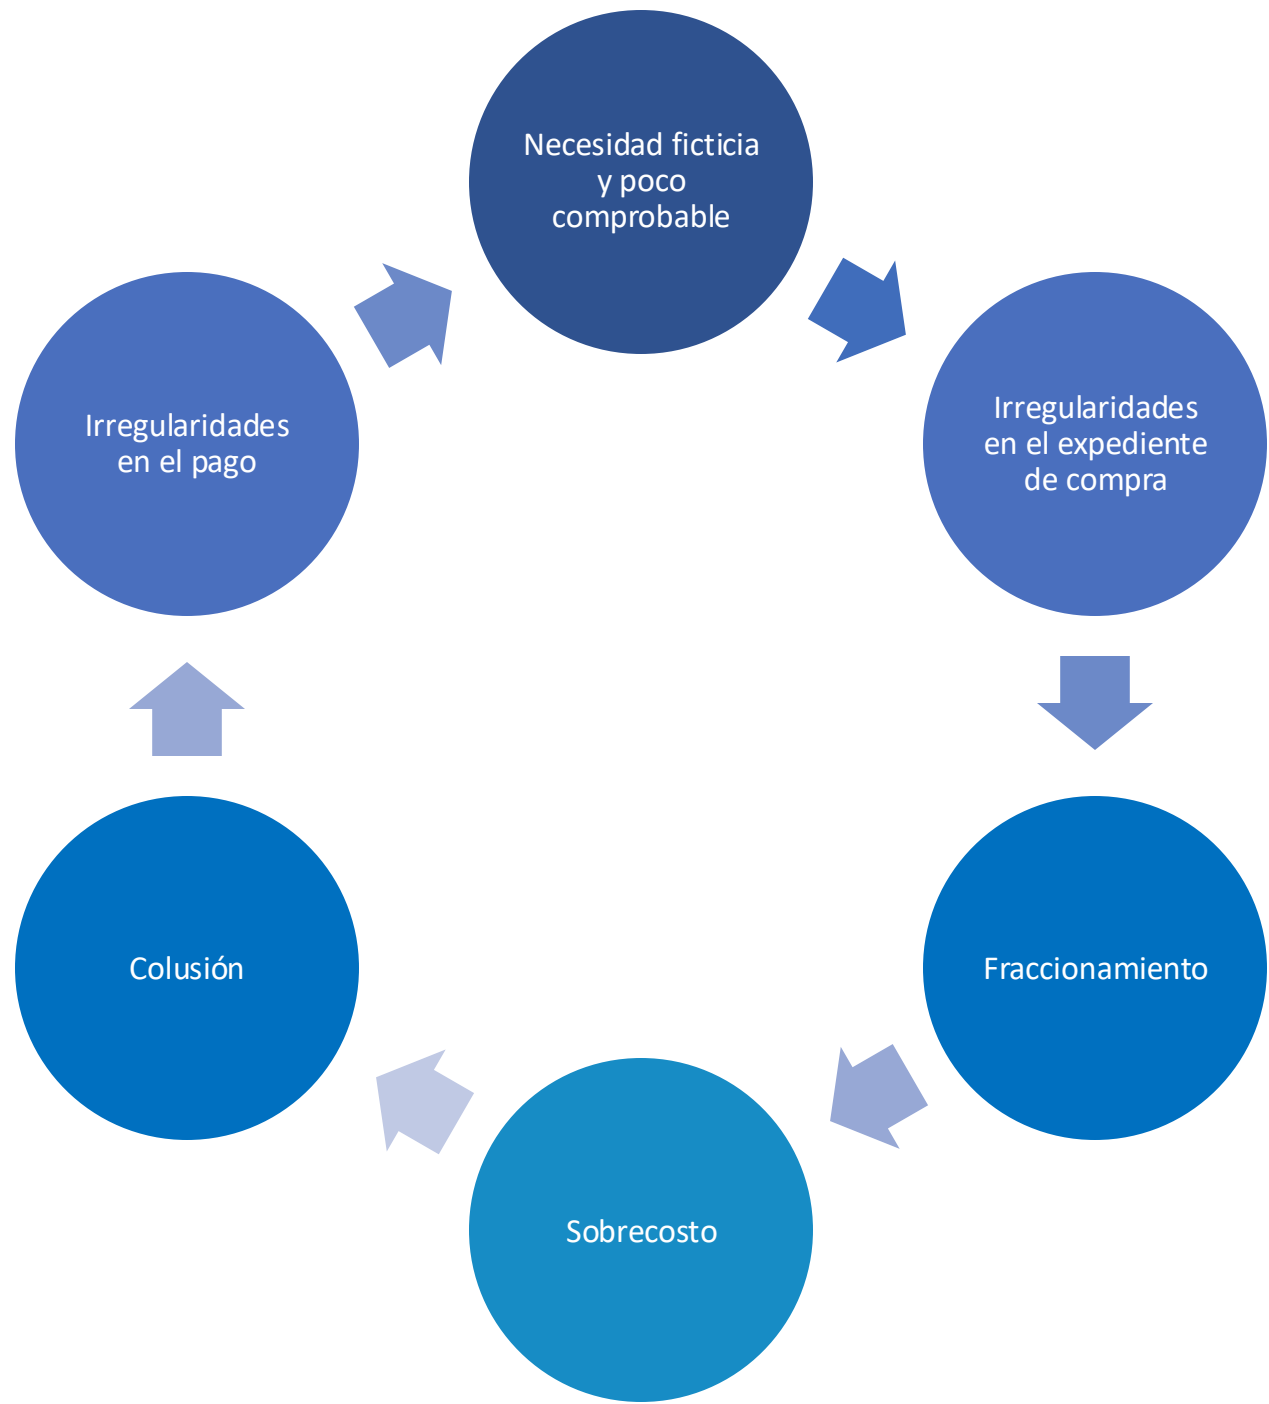 Necesidad ficticia
y poco
comprobable
Irregularidades
en el expediente
de compra
Fraccionamiento
Sobrecosto
Colusión
Irregularidades
en el pago